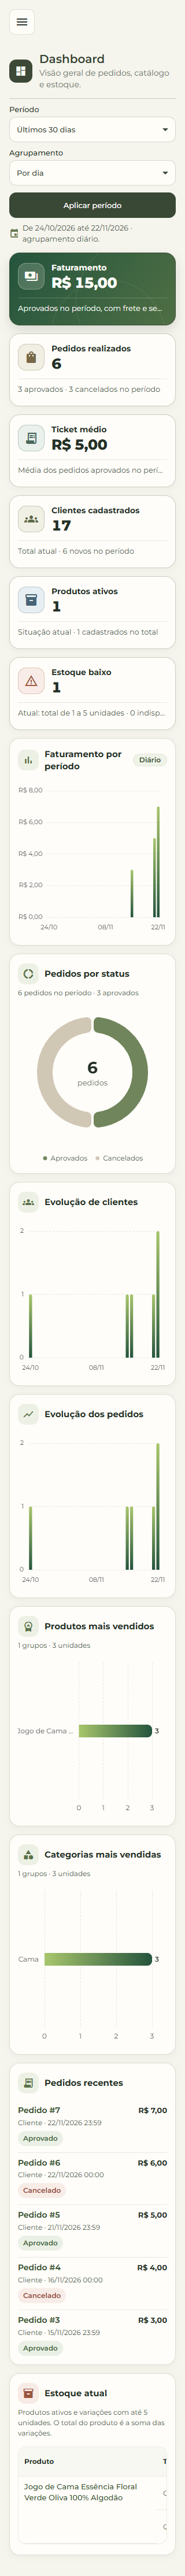 Dashboard
Visão geral de pedidos, catálogo
e estoque.
Período
Últimos 30 dias
Agrupamento
Por dia
Aplicar período
De 24/10/2026 até 22/11/2026 ·
agrupamento diário.
Faturamento
R$ 15,00
Aprovados no período, com frete e se...
Pedidos realizados
6
3 aprovados · 3 cancelados no período
Ticket médio
R$ 5,00
Média dos pedidos aprovados no perí...
Clientes cadastrados
17
Total atual · 6 novos no período
Produtos ativos
1
Situação atual · 1 cadastrados no total
Estoque baixo
1
Atual: total de 1 a 5 unidades · 0 indisp...
Faturamento por
período
Diário
R$ 8,00
R$ 6,00
R$ 4,00
R$ 2,00
R$ 0,00
24/10 08/11 22/11
Pedidos por status
6 pedidos no período · 3 aprovados
6
pedidos
Aprovados Cancelados
Evolução de clientes
2
1
0
24/10 08/11 22/11
Evolução dos pedidos
2
1
0
24/10 08/11 22/11
Produtos mais vendidos
1 grupos · 3 unidades
Jogo de Cama ... 3
0 1 2 3
Categorias mais vendidas
1 grupos · 3 unidades
Cama 3
0 1 2 3
Pedidos recentes
Pedido #7 R$ 7,00
Cliente · 22/11/2026 23:59
Aprovado
Pedido #6 R$ 6,00
Cliente · 22/11/2026 00:00
Cancelado
Pedido #5 R$ 5,00
Cliente · 21/11/2026 23:59
Aprovado
Pedido #4 R$ 4,00
Cliente · 16/11/2026 00:00
Cancelado
Pedido #3 R$ 3,00
Cliente · 15/11/2026 23:59
Aprovado
Estoque atual
Produtos ativos e variações com até 5
unidades. O total do produto é a soma das
variações.
Produto
Jogo de Cama Essência Floral
Verde Oliva 100% Algodão